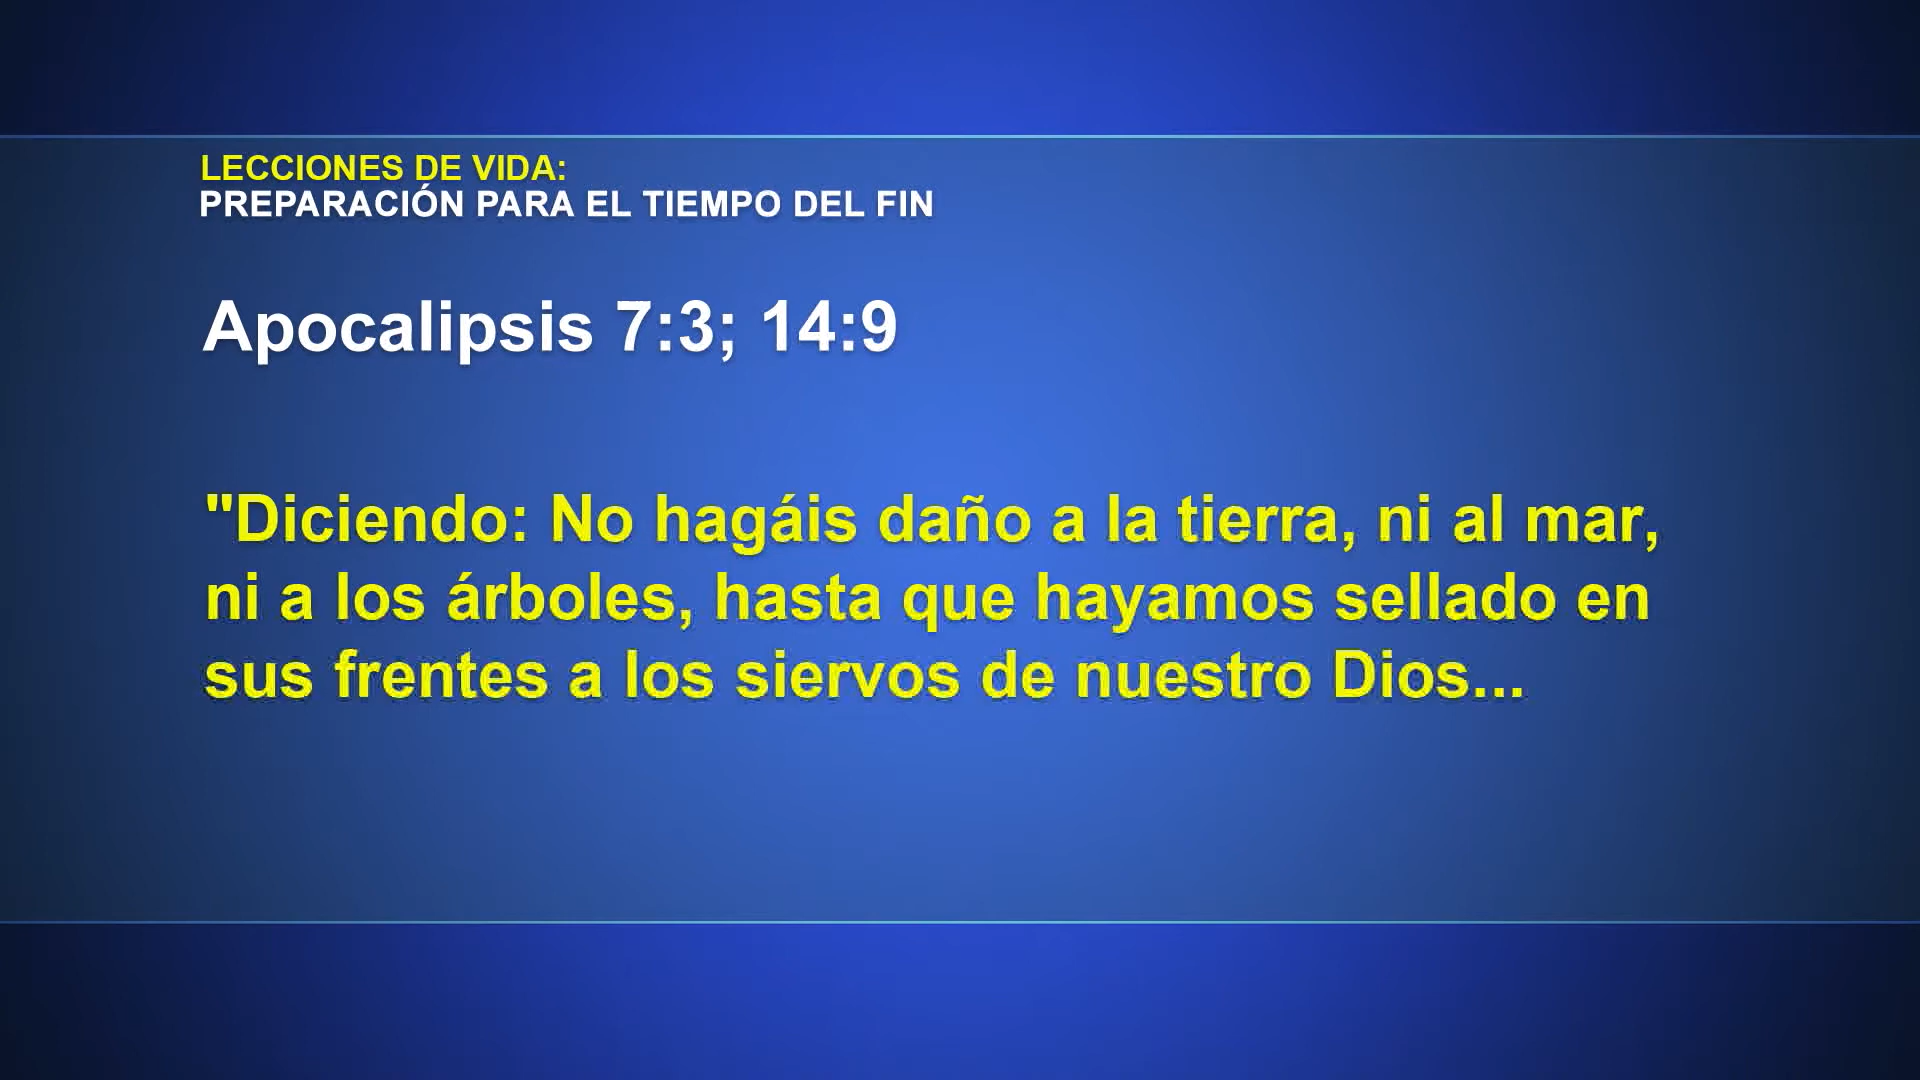 LECCIONES DE VIDA:
PREPARACIÓN PARA EL TIEMPO DEL FIN
Apocalipsis 7:3; 14:9
"Diciendo: No hagáis daño a la tierra, ni al mar,
ni a los árboles, hasta que hayamos sellado en
sus frentes a los siervos de nuestro Dios...